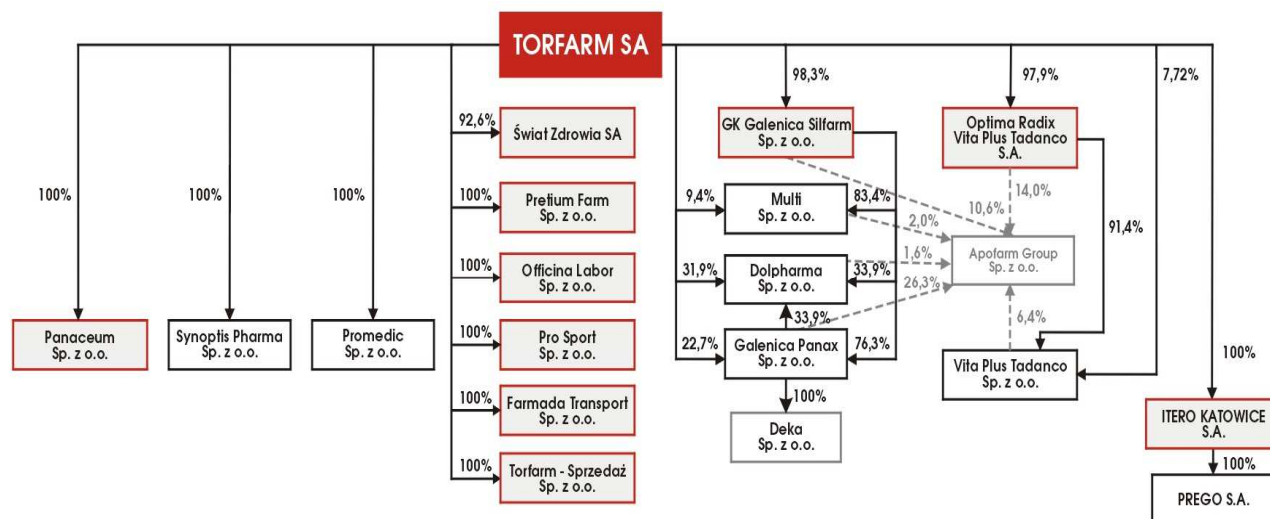 TORFARM SA
98,3%
97,9%
7,72%
92,6%
Świat Zdrowia SA
GK Galenica Silfarm
Sp. z o.o.
Optima Radix
Vita Plus Tadanco
S.A.
100%
100%
100%
100%
Pretium Farm
Sp. z o.o.
9,4%
Multi
Sp. z o.o.
83,4%
2,0%
10,6%
14,0%
91,4%
100%
Officina Labor
Sp. z o.o.
31,9%
Dolpharma
Sp. z o.o.
33,9%
1,6%
26,3%
Apofarm Group
Sp. z o.o.
33,9%
6,4%
Panaceum
Sp. z o.o.
Synoptis Pharma
Sp. z o.o.
Promedic
Sp. z o.o.
100%
Pro Sport
Sp. z o.o.
22,7%
Galenica Panax
Sp. z o.o.
76,3%
Vita Plus Tadanco
Sp. z o.o.
100%
100%
Farmada Transport
Sp. z o.o.
100%
Deka
Sp. z o.o.
ITERO KATOWICE
S.A.
100%
Torfarm - Sprzedaż
Sp. z o.o.
100%
PREGO S.A.